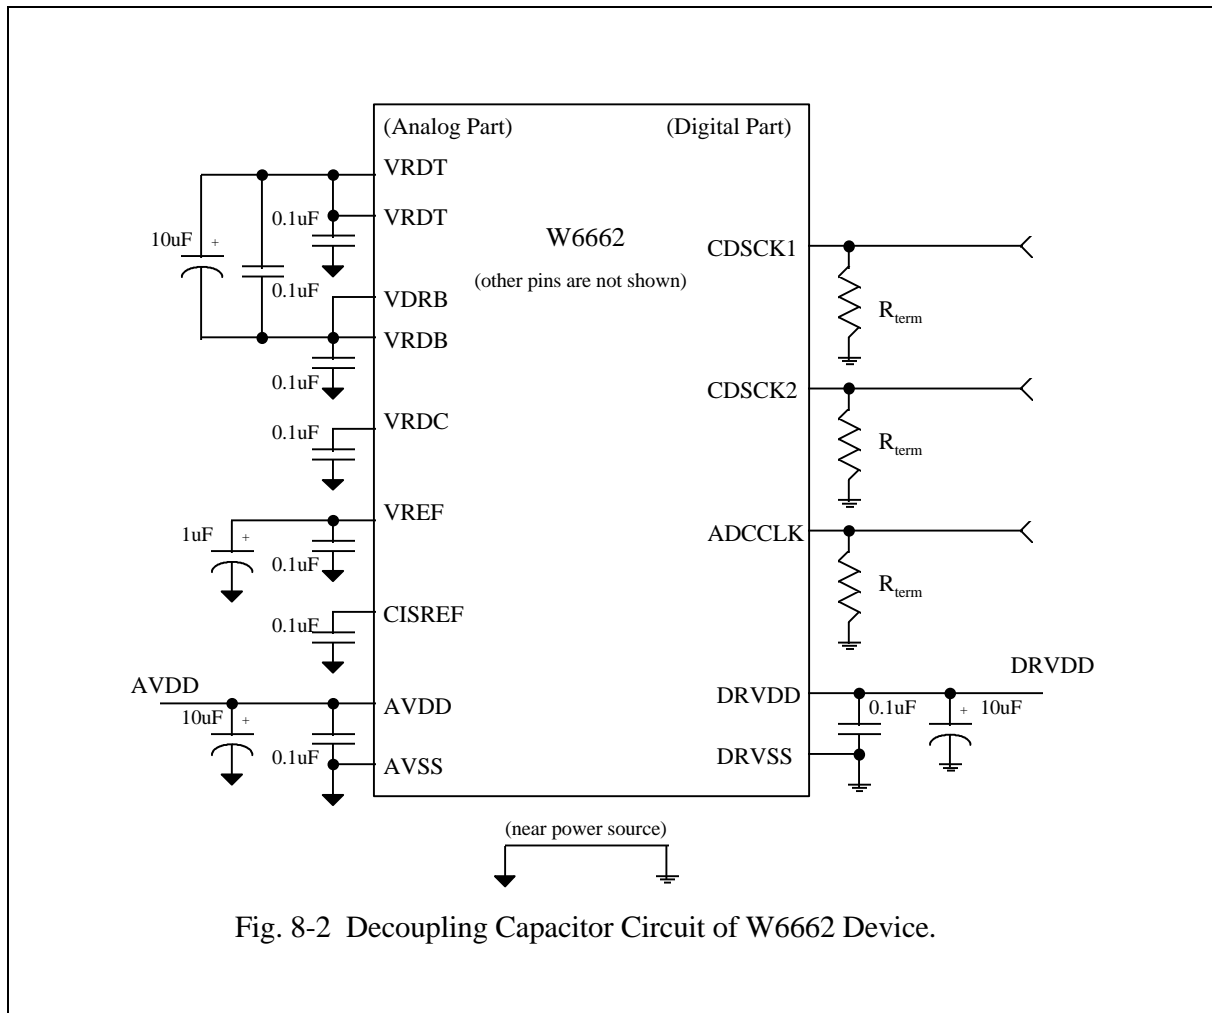 (Analog Part)
(Digital Part)
VRDT
0.1uF
VRDT
10uF +
W6662
CDSCK1
(other pins are not shown)
0.1uF
VDRB
Rterm
VRDB
0.1uF
CDSCK2
VRDC
0.1uF
Rterm
VREF
1uF +
ADCCLK
0.1uF
Rterm
CISREF
0.1uF
DRVDD
AVDD
DRVDD
AVDD
0.1uF
+ 10uF
10uF +
0.1uF
DRVSS
AVSS
(near power source)
Fig. 8-2 Decoupling Capacitor Circuit of W6662 Device.